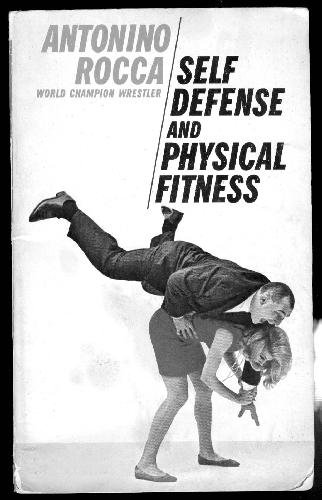 ANTONINO
ROCCA
WORLD CHAMPION WRESTLER
SELF
DEFENSE
AND
PHYSICAL
FITNESS